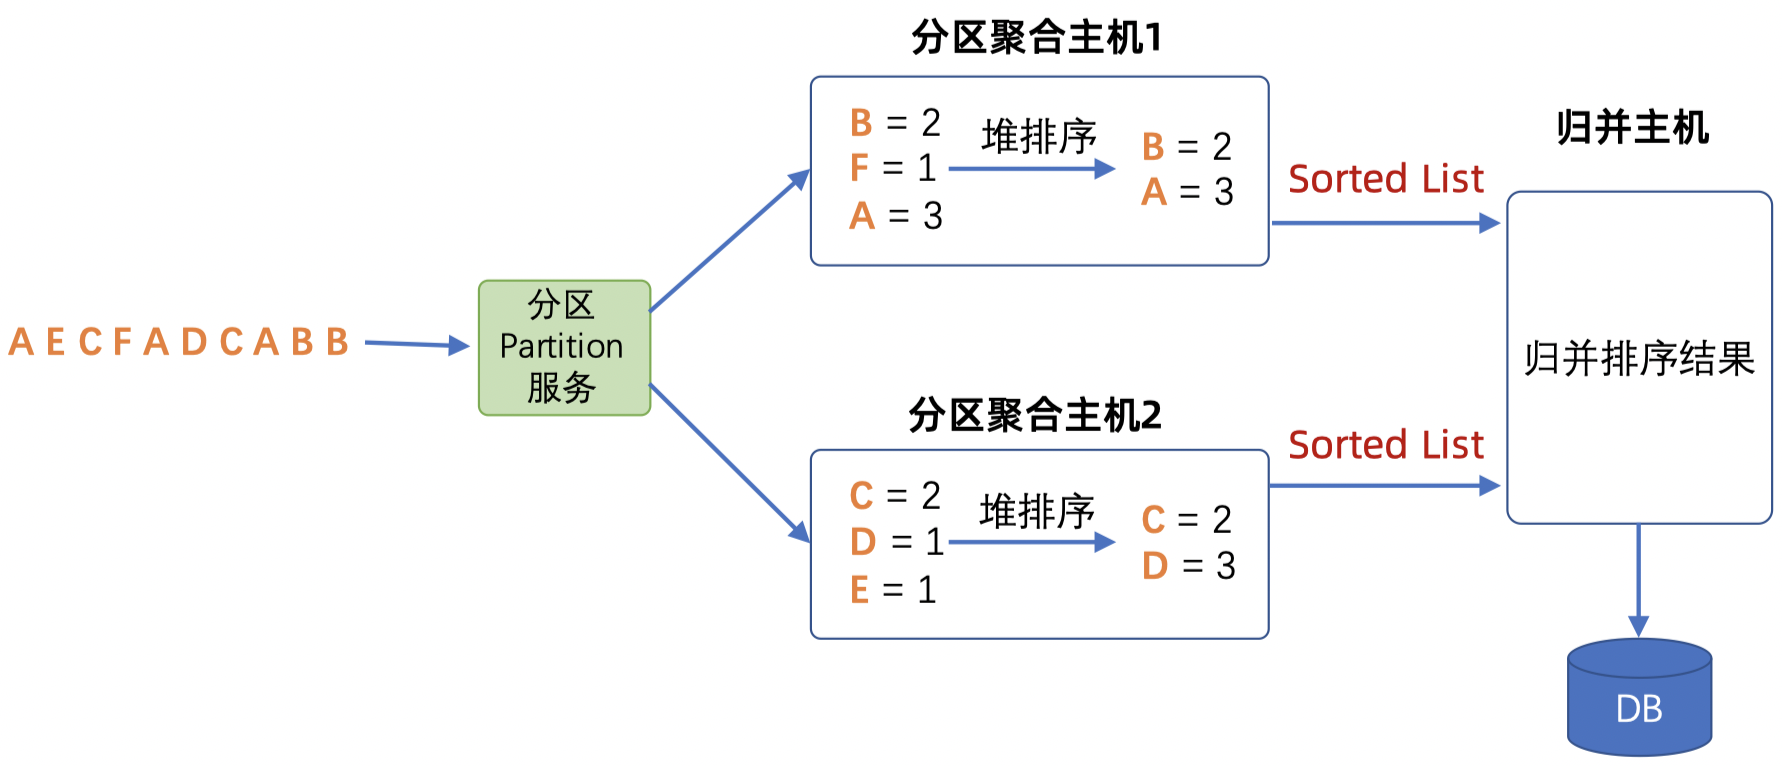 A E C F A D C A B B
分区
Partition
服务
分区聚合主机1
B = 2
F = 1
A = 3
堆排序
B = 2
A = 3
Sorted List
分区聚合主机2
C = 2
D = 1
E = 1
堆排序
C = 2
D = 3
Sorted List
归并主机
归并排序结果
DB